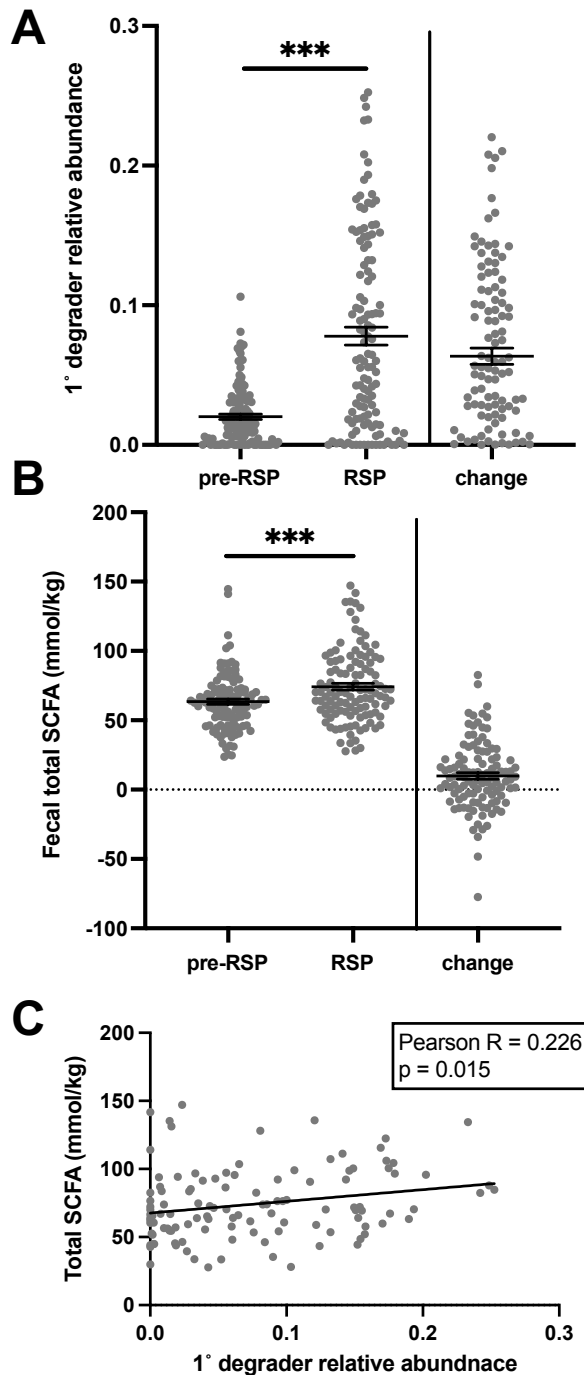 A
1˚ degrader relative abundance
0.3
0.2
0.1
0.0
***
pre-RSP RSP change
B
Fecal total SCFA (mmol/kg)
200
150
100
50
0
-50
-100
***
pre-RSP RSP change
C
Total SCFA (mmol/kg)
200
150
100
50
0
Pearson R = 0.226
p = 0.015
0.0 0.1 0.2 0.3
1˚ degrader relative abundnace